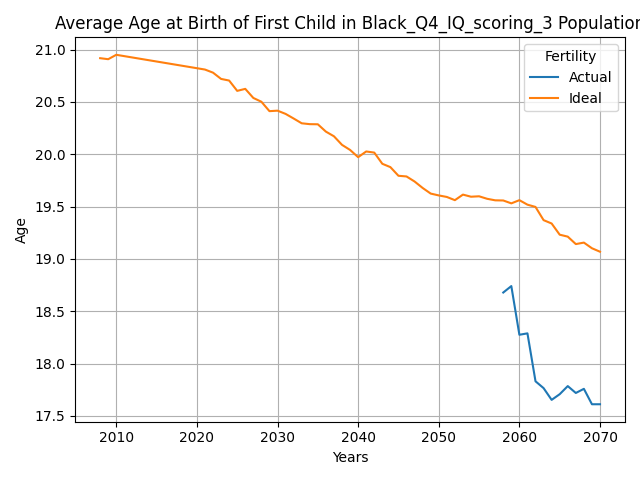 Average Age at Birth of First Child in Black_Q4_IQ_scoring_3 Population
21.0
20.5
20.0
19.5
19.0
18.5
18.0
17.5
Age
Fertility
Actual
Ideal
2010 2020 2030 2040 2050 2060 2070
Years